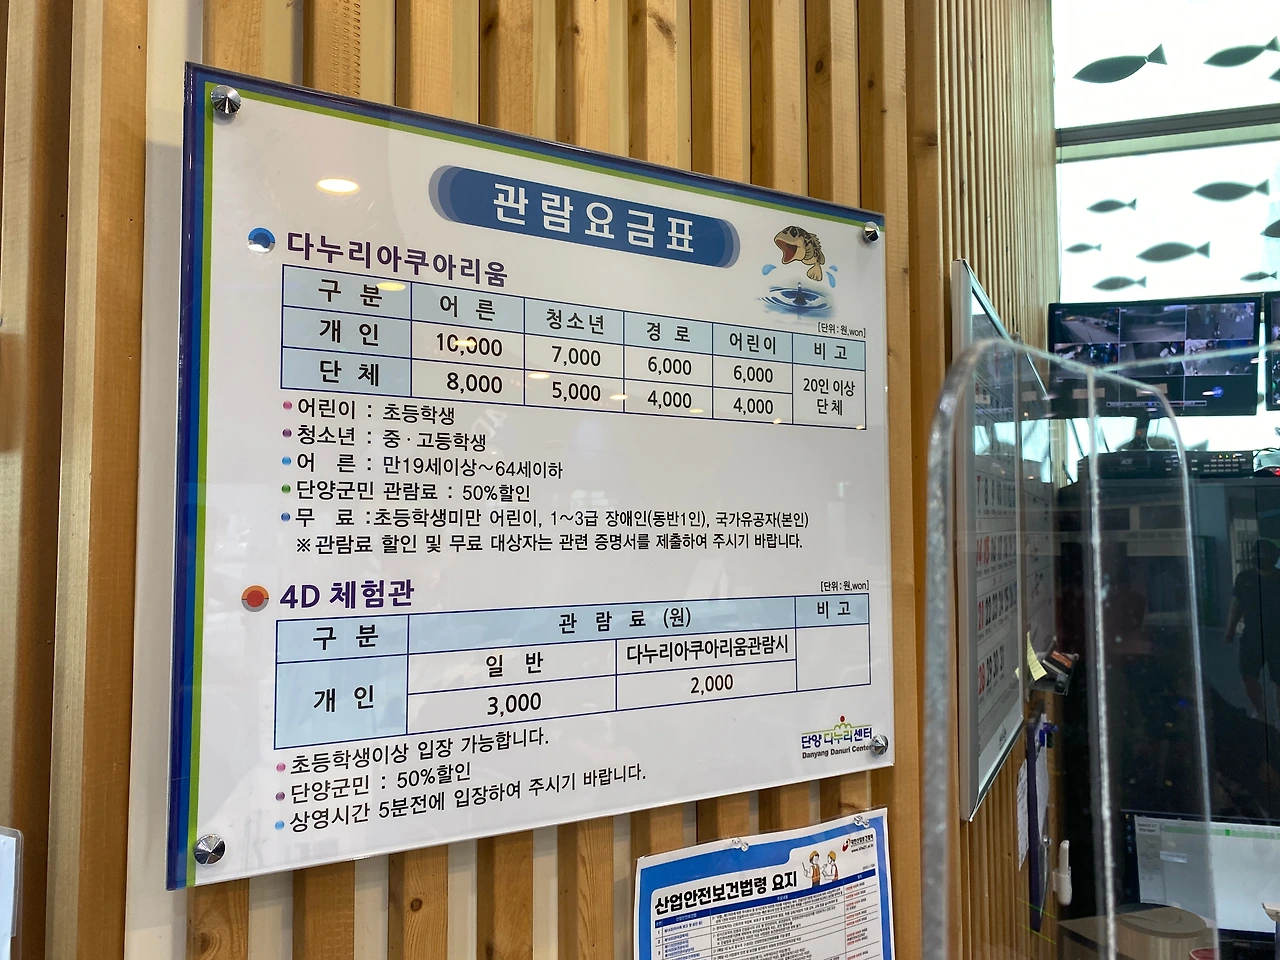 관람요금표
다누리아쿠아리움
[단위:원,won]
구 분 어 른 청소년 경 로 어린이 비 고
개 인 10,000 7,000 6,000 6,000 20인 이상 단 체
단 체 8,000 5,000 4,000 4,000
어린이 : 초등학생
청소년 : 중·고등학생
어 른 : 만19세이상~64세이하
단양군민 관람료 : 50%할인
무 료 : 초등학생미만 어린이, 1~3급 장애인(동반1인), 국가유공자(본인)
※ 관람료 할인 및 무료 대상자는 관련 증명서를 제출하여 주시기 바랍니다.
4D 체험관
[단위:원,won]
구 분 관 람 료 (원) 비 고
일 반 다누리아쿠아리움관람시
개 인 3,000 2,000
초등학생이상 입장 가능합니다.
단양군민 : 50%할인
상영시간 5분전에 입장하여 주시기 바랍니다.
단양 다누리센터
Danyang Danuri Center
산업안전보건법령 요지